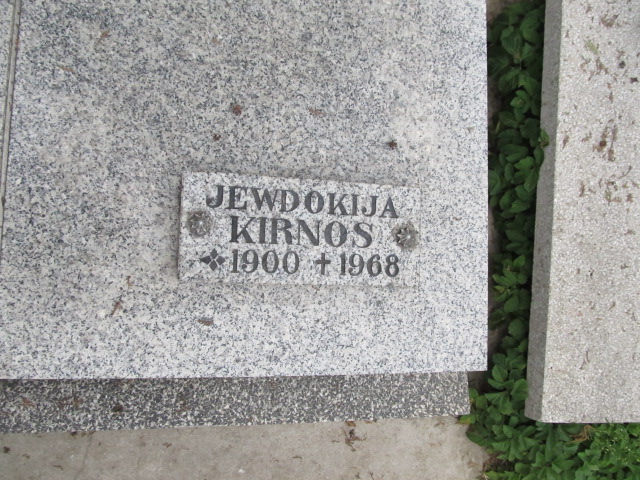 JEWDOKIJA
KIRNOS
❖ 1900 ✝ 1968